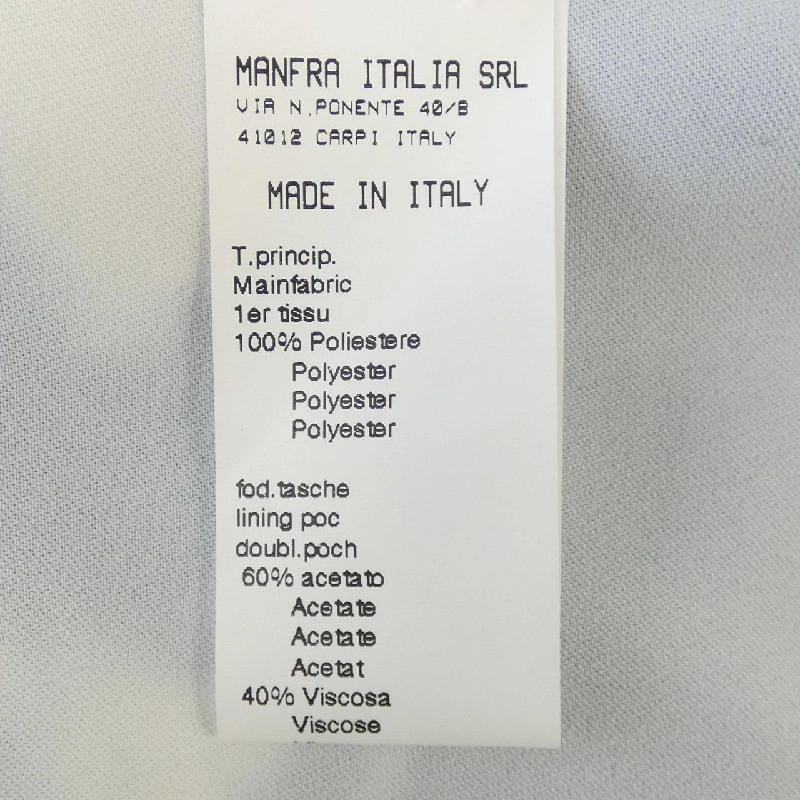 MANFRA ITALIA SRL
VIA N.PONENTE 40/B
41012 CARPI ITALY
MADE IN ITALY
T.princip.
Mainfabric
1er tissu
100% Poliestere
Polyester
Polyester
Polyester
fod.tasche
lining poc
doubl.poch
60% acetato
Acetate
Acetate
Acetat
40% Viscosa
Viscose